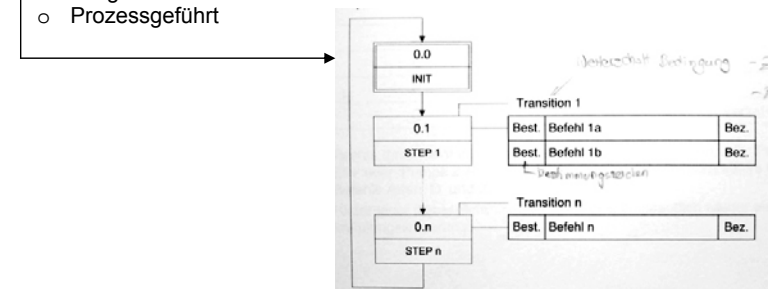 o Prozessgeführt
0.0
INIT
Bedingung
Transition 1
0.1
Best. Befehl 1a Bez.
STEP 1
Best. Befehl 1b Bez.
Transition n
0.n
Best. Befehl n Bez.
STEP n